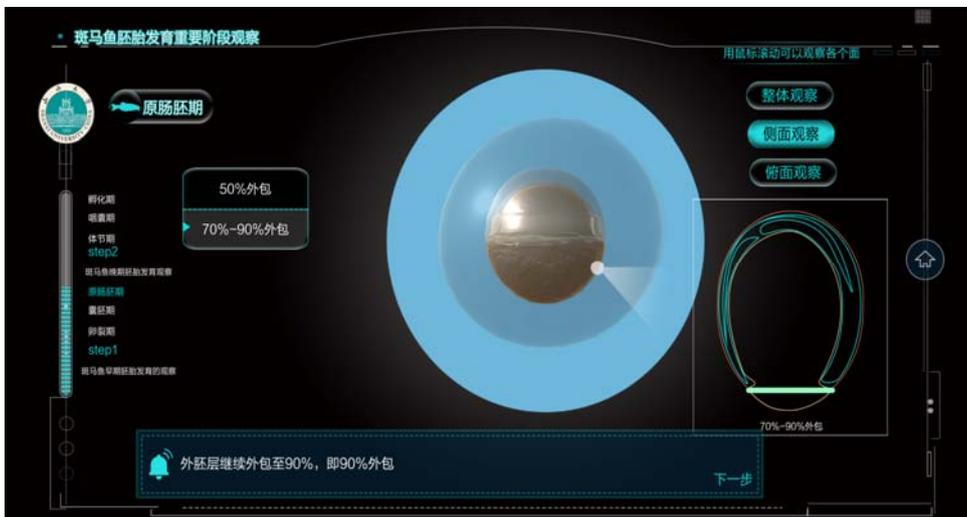 斑马鱼胚胎发育重要阶段观察
用鼠标滚动可以观察各个面
原肠胚期
整体观察
侧面观察
俯面观察
50%外包
70%-90%外包
孵化期
咽囊期
体节期
step2
斑马鱼晚期胚胎发育观察
原肠胚期
囊胚期
卵裂期
step1
斑马鱼早期胚胎发育的观察
70%-90%外包
外胚层继续外包至90%，即90%外包
下一步